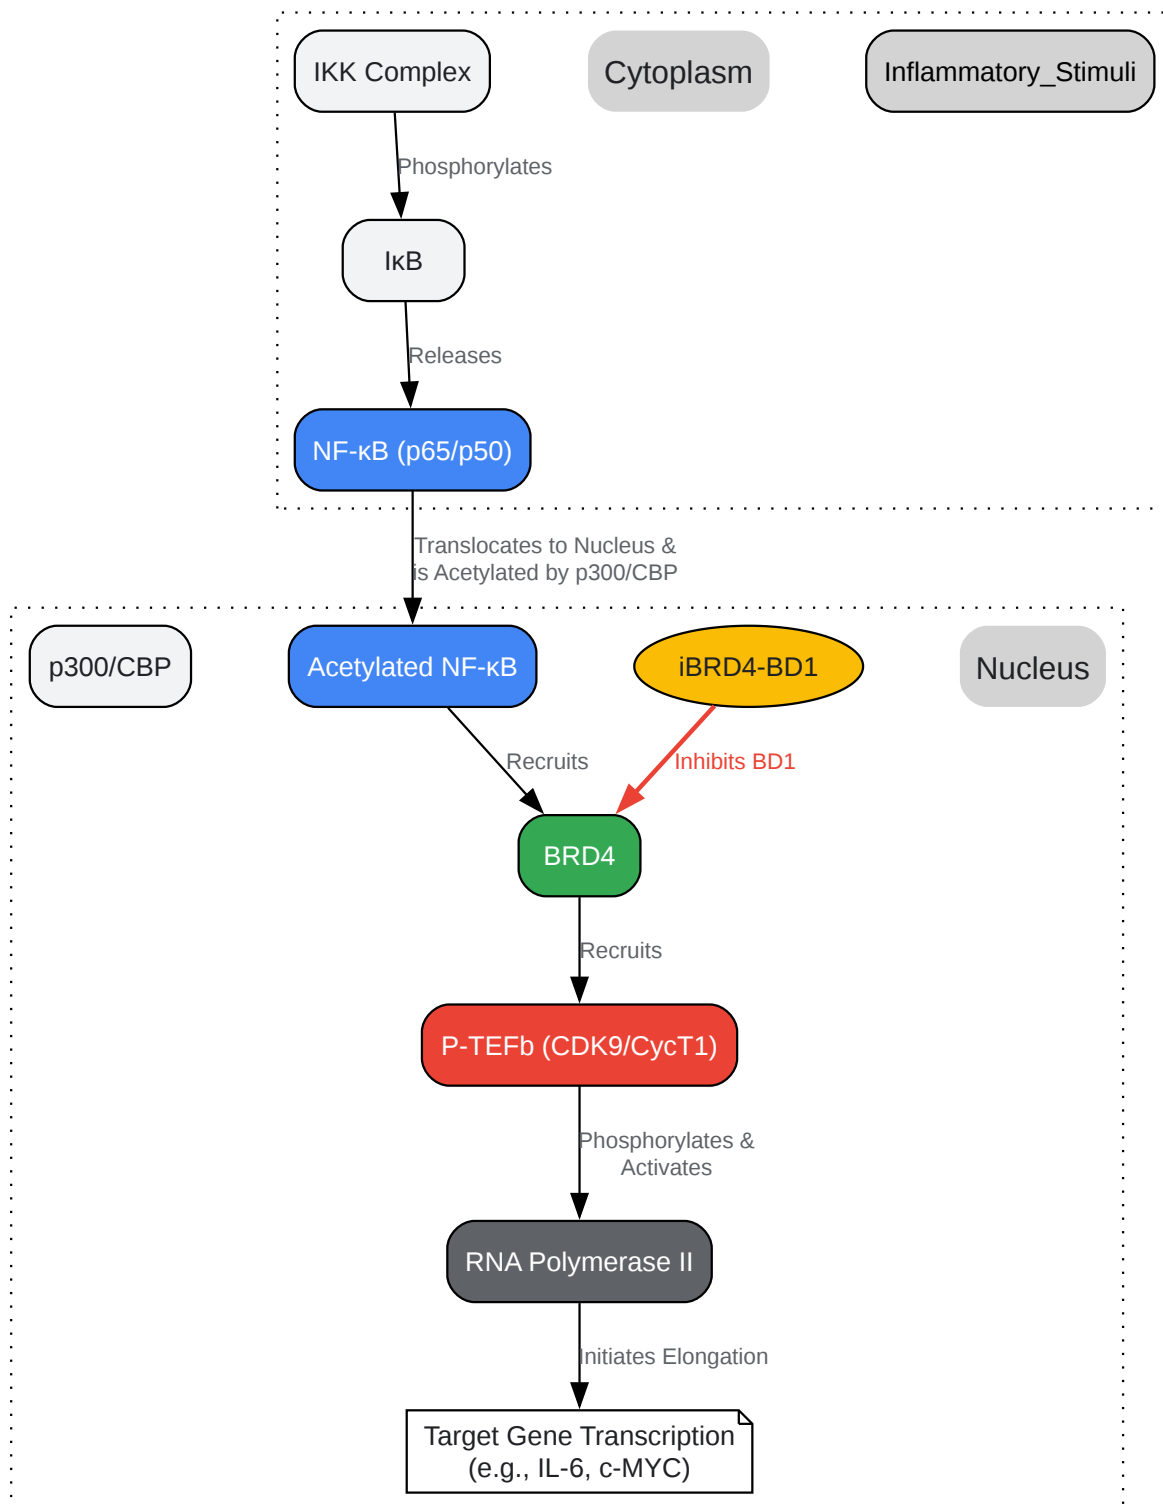 IKK Complex
Cytoplasm
Inflammatory_Stimuli
Phosphorylates
IκB
Releases
NF-κB (p65/p50)
Translocates to Nucleus &
is Acetylated by p300/CBP
p300/CBP
Acetylated NF-κB
iBRD4-BD1
Nucleus
Recruits
Inhibits BD1
BRD4
Recruits
P-TEFb (CDK9/CycT1)
Phosphorylates &
Activates
RNA Polymerase II
Initiates Elongation
Target Gene Transcription
(e.g., IL-6, c-MYC)